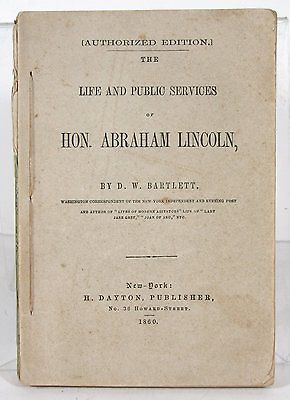 [AUTHORIZED EDITION.]
THE
LIFE AND PUBLIC SERVICES
OF
HON. ABRAHAM LINCOLN,
BY D. W. BARTLETT,
WASHINGTON CORRESPONDENT OF THE NEW-YORK INDEPENDENT AND EVENING POST
AND AUTHOR OF "LIVES OF MODERN AGITATORS" LIFE OF "LADY
JANE GREY," "JOAN OF ARC," ETC.
New-York:
H. DAYTON, PUBLISHER,
No. 36 Howard-Street.
1860.